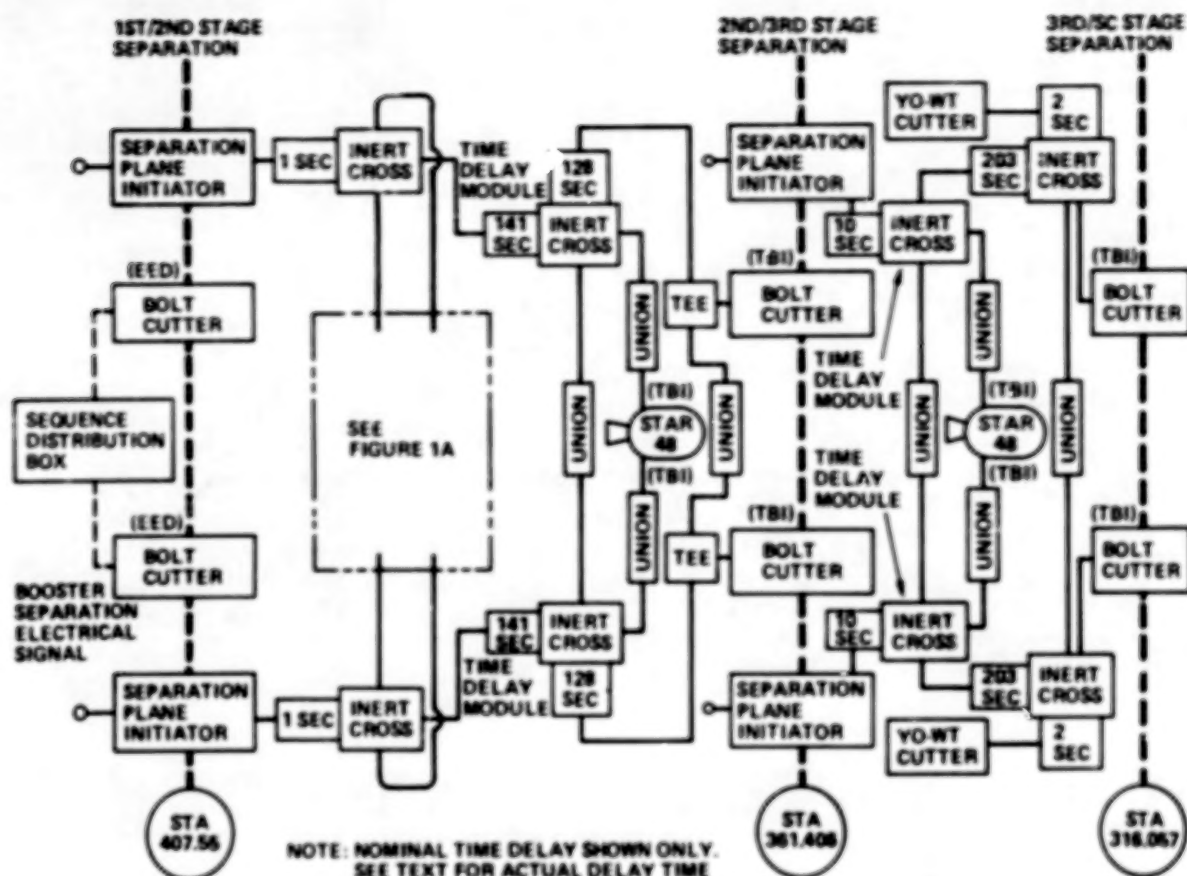 1ST/2ND STAGE
SEPARATION
2ND/3RD STAGE
SEPARATION
3RD/SC STAGE
SEPARATION
SEPARATION
PLANE
INITIATOR
1 SEC
INERT
CROSS
TIME
DELAY
MODULE
128
SEC
141
SEC
INERT
CROSS
SEPARATION
PLANE
INITIATOR
YO-WT
CUTTER
2
SEC
203
SEC
INERT
CROSS
10
SEC
INERT
CROSS
(EED)
BOLT
CUTTER
UNION
TEE
(TBI)
BOLT
CUTTER
UNION
(TBI)
BOLT
CUTTER
SEQUENCE
DISTRIBUTION
BOX
SEE
FIGURE 1A
UNION
(TBI)
STAR
48
(TBI)
UNION
TIME
DELAY
MODULE
UNION
(TBI)
STAR
48
(TBI)
UNION
TIME
DELAY
MODULE
(EED)
BOLT
CUTTER
UNION
TEE
(TBI)
BOLT
CUTTER
UNION
(TBI)
BOLT
CUTTER
BOOSTER
SEPARATION
ELECTRICAL
SIGNAL
SEPARATION
PLANE
INITIATOR
1 SEC
INERT
CROSS
141
SEC
INERT
CROSS
TIME
DELAY
MODULE
128
SEC
SEPARATION
PLANE
INITIATOR
10
SEC
INERT
CROSS
203
SEC
INERT
CROSS
YO-WT
CUTTER
2
SEC
STA
407.55
STA
361.406
STA
316.057
NOTE: NOMINAL TIME DELAY SHOWN ONLY.
SEE TEXT FOR ACTUAL DELAY TIME